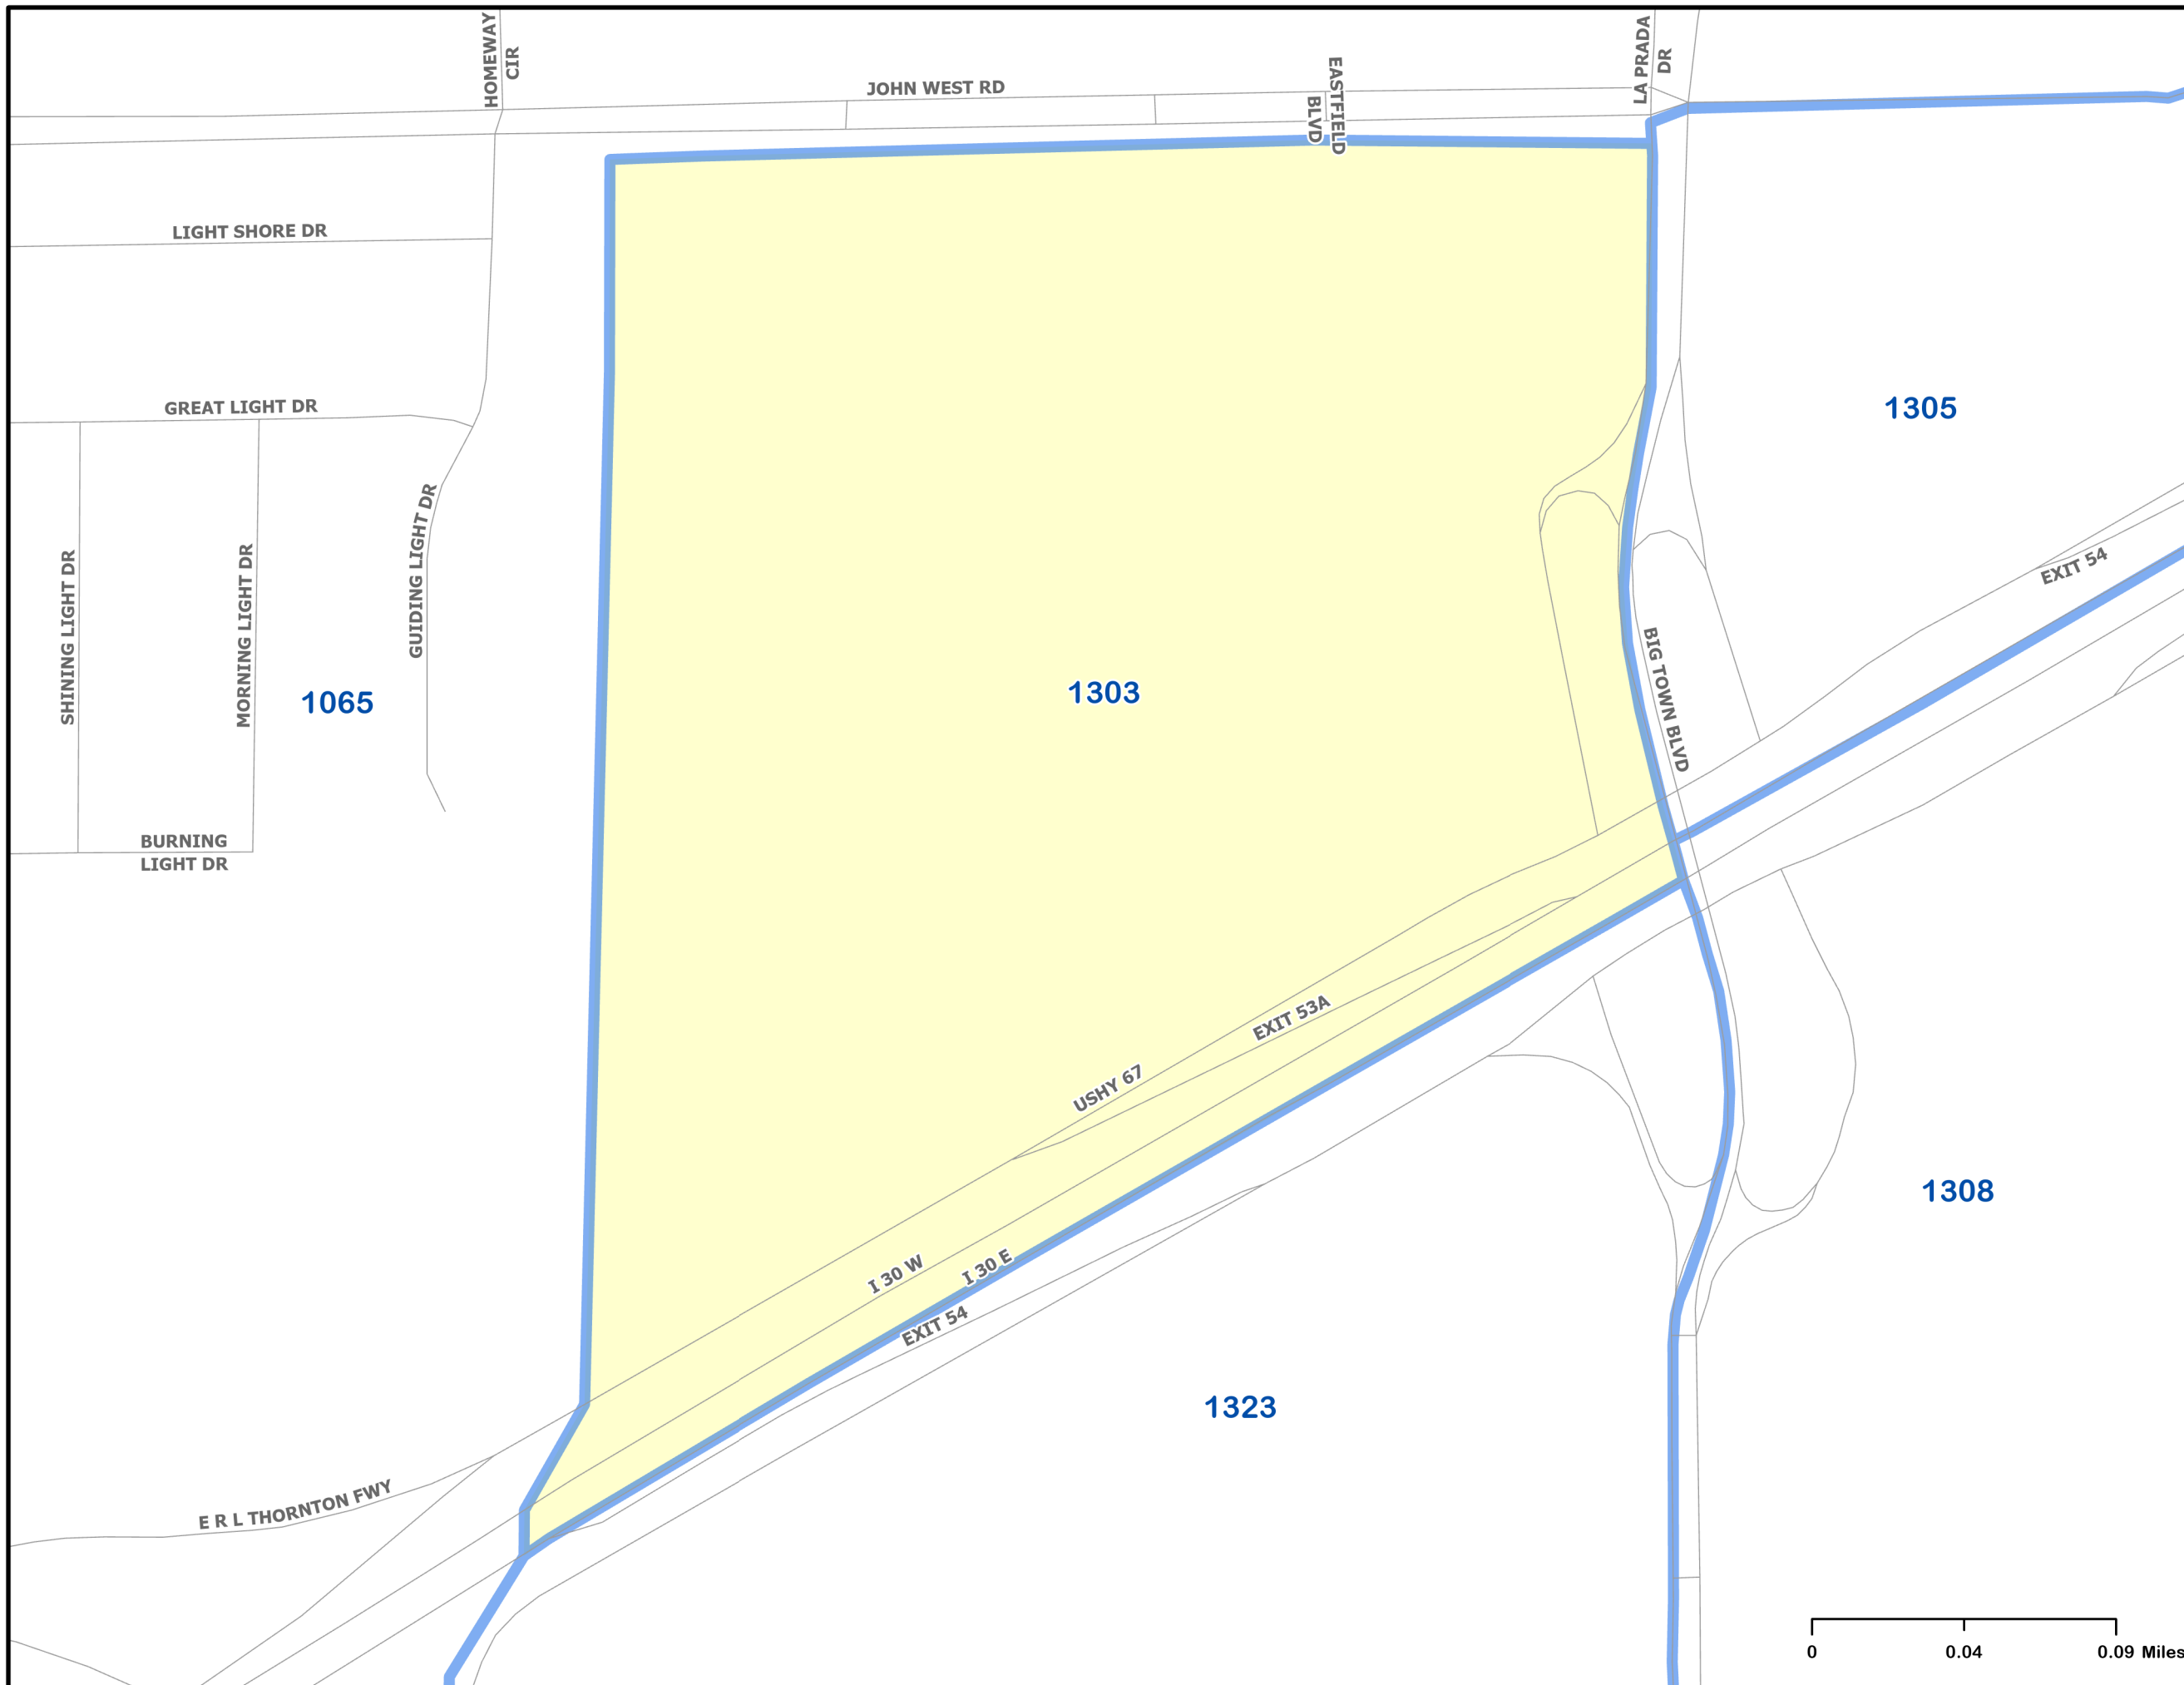 HOMEWAY
CIR
JOHN WEST RD
EASTFIELD
BLVD
LA PRADA
DR
LIGHT SHORE DR
GREAT LIGHT DR
1305
GUIDING LIGHT DR
SHINING LIGHT DR
MORNING LIGHT DR
EXIT 54
1065
1303
BIG TOWN BLVD
BURNING
LIGHT DR
EXIT 53A
USHY 67
1308
I 30 W
I 30 E
EXIT 54
1323
E R L THORNTON FWY
0 0.04 0.09 Miles